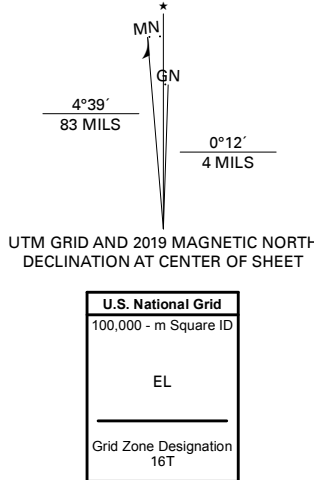 MN
GN
4°39´
83 MILS
0°12´
4 MILS
UTM GRID AND 2019 MAGNETIC NORTH
DECLINATION AT CENTER OF SHEET
U.S. National Grid
100,000 - m Square ID
EL
Grid Zone Designation
16T